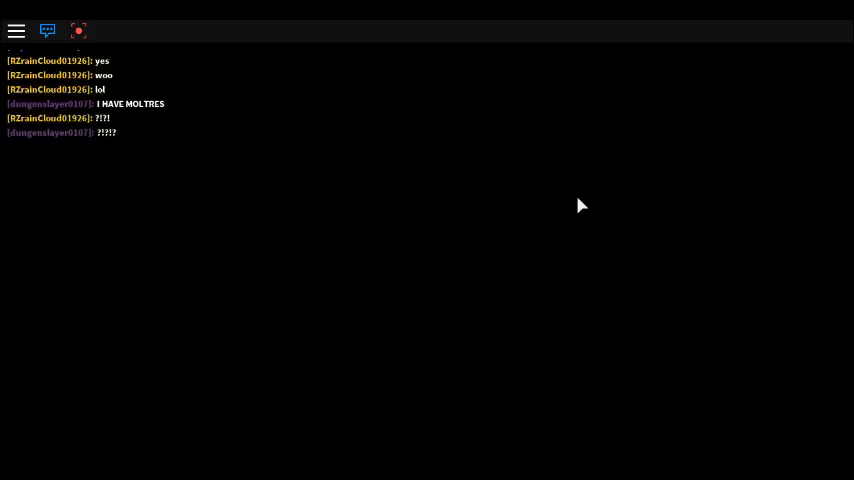 [RZrainCloud01926]: yes
[RZrainCloud01926]: woo
[RZrainCloud01926]: lol
[dungenslayer0107]: I HAVE MOLTRES
[RZrainCloud01926]: ?!?!
[dungenslayer0107]: ?!?!?